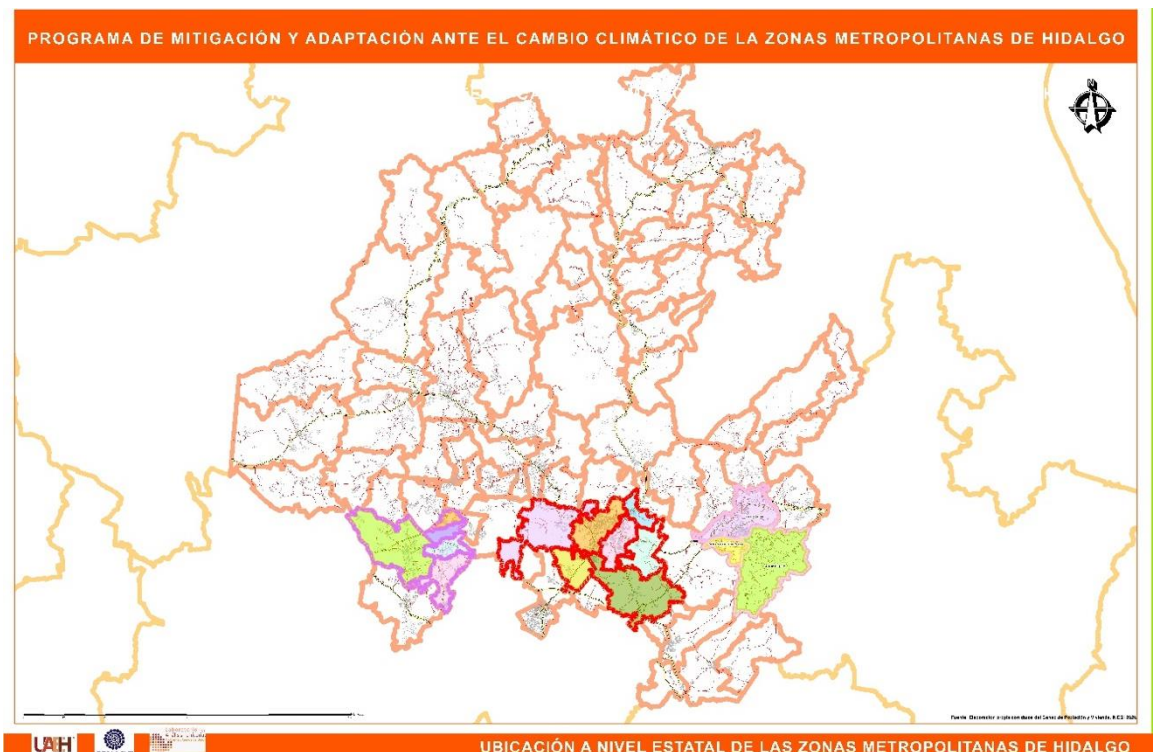 PROGRAMA DE MITIGACIÓN Y ADAPTACIÓN ANTE EL CAMBIO CLIMÁTICO DE LA ZONAS METROPOLITANAS DE HIDALGO
UBICACIÓN A NIVEL ESTATAL DE LAS ZONAS METROPOLITANAS DE HIDALGO